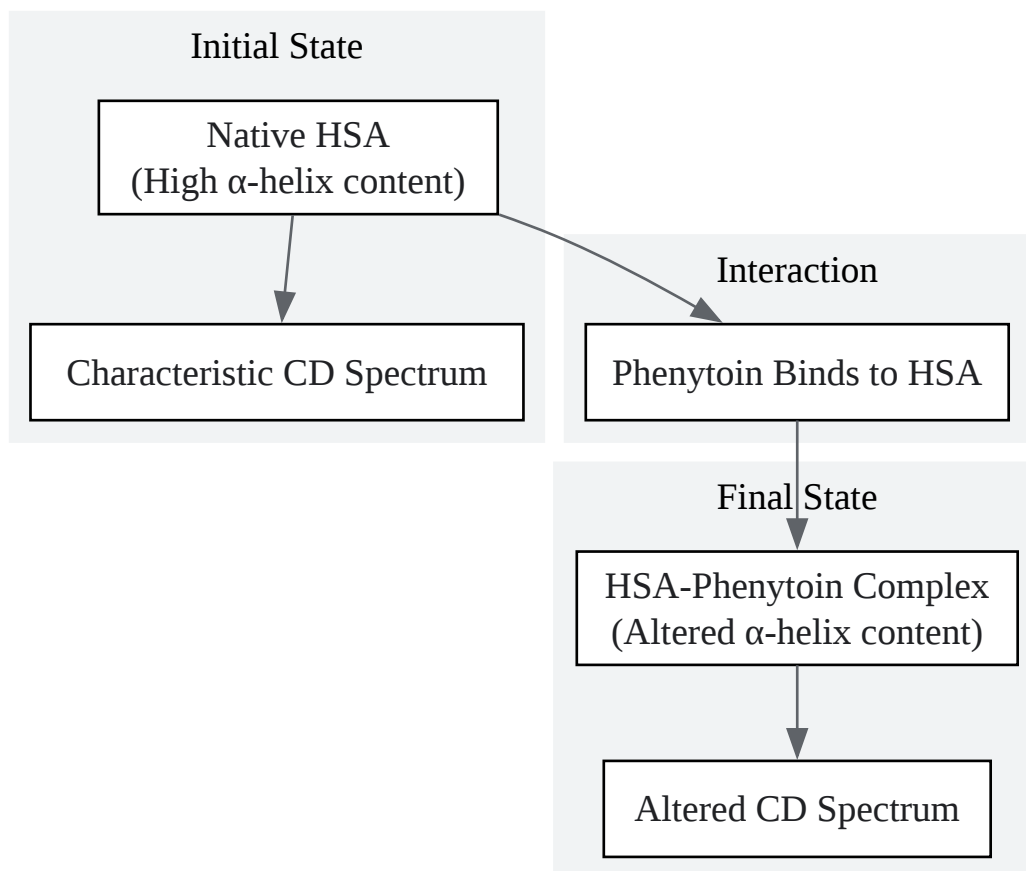 Initial State
Native HSA
(High α-helix content)
Characteristic CD Spectrum
Interaction
Phenytoin Binds to HSA
Final State
HSA-Phenytoin Complex
(Altered α-helix content)
Altered CD Spectrum